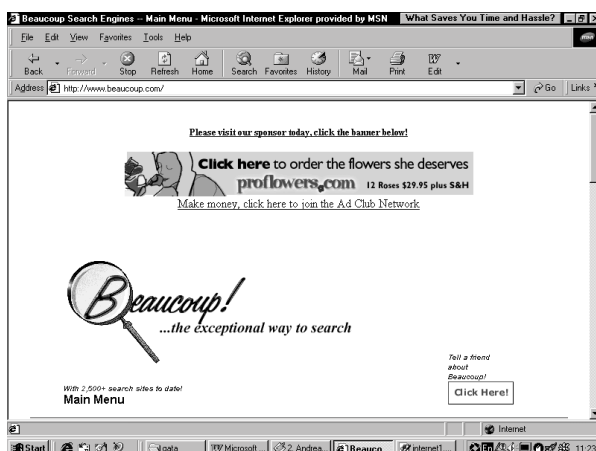 Beaucoup Search Engines -- Main Menu - Microsoft Internet Explorer provided by MSN
What Saves You Time and Hassle?
File Edit View Favorites Tools Help
Back Forward Stop Refresh Home Search Favorites History Mail Print Edit
Address http://www.beaucoup.com/ Go Links
Please visit our sponsor today, click the banner below!
Click here to order the flowers she deserves
proflowers.com 12 Roses $29.95 plus S&H
Make money, click here to join the Ad Club Network
Beaucoup!
...the exceptional way to search
Tell a friend
about
Beaucoup!
Click Here!
With 2,500+ search sites to date!
Main Menu
Internet
Start Microsoft ... 2 Andrea... Beauco... internet1... 11:23